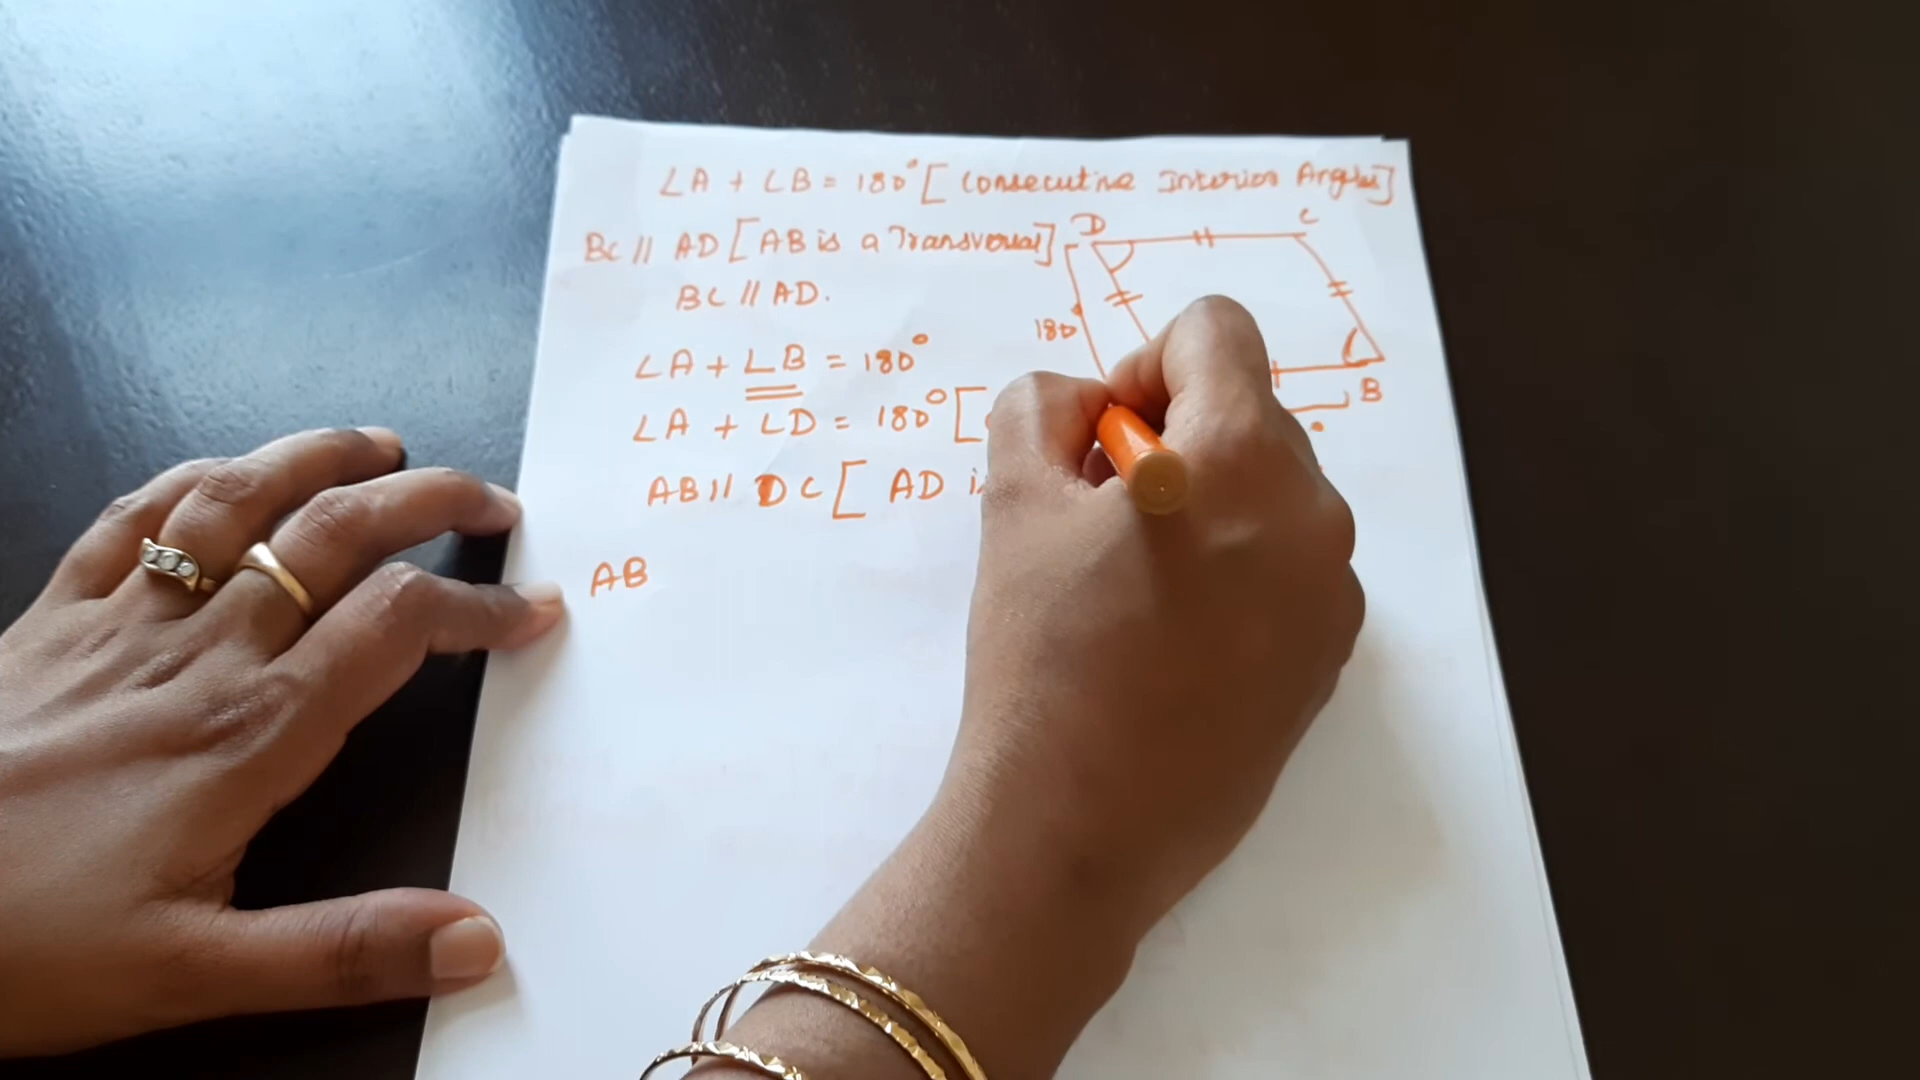 ∠A + ∠B = 180° [Consecutive Interior Angles]
BC // AD [AB is a Transversal]
BC // AD.
∠A + ∠B = 180°
∠A + ∠D = 180° [
AB // DC [ AD
AB
D
C
180
B